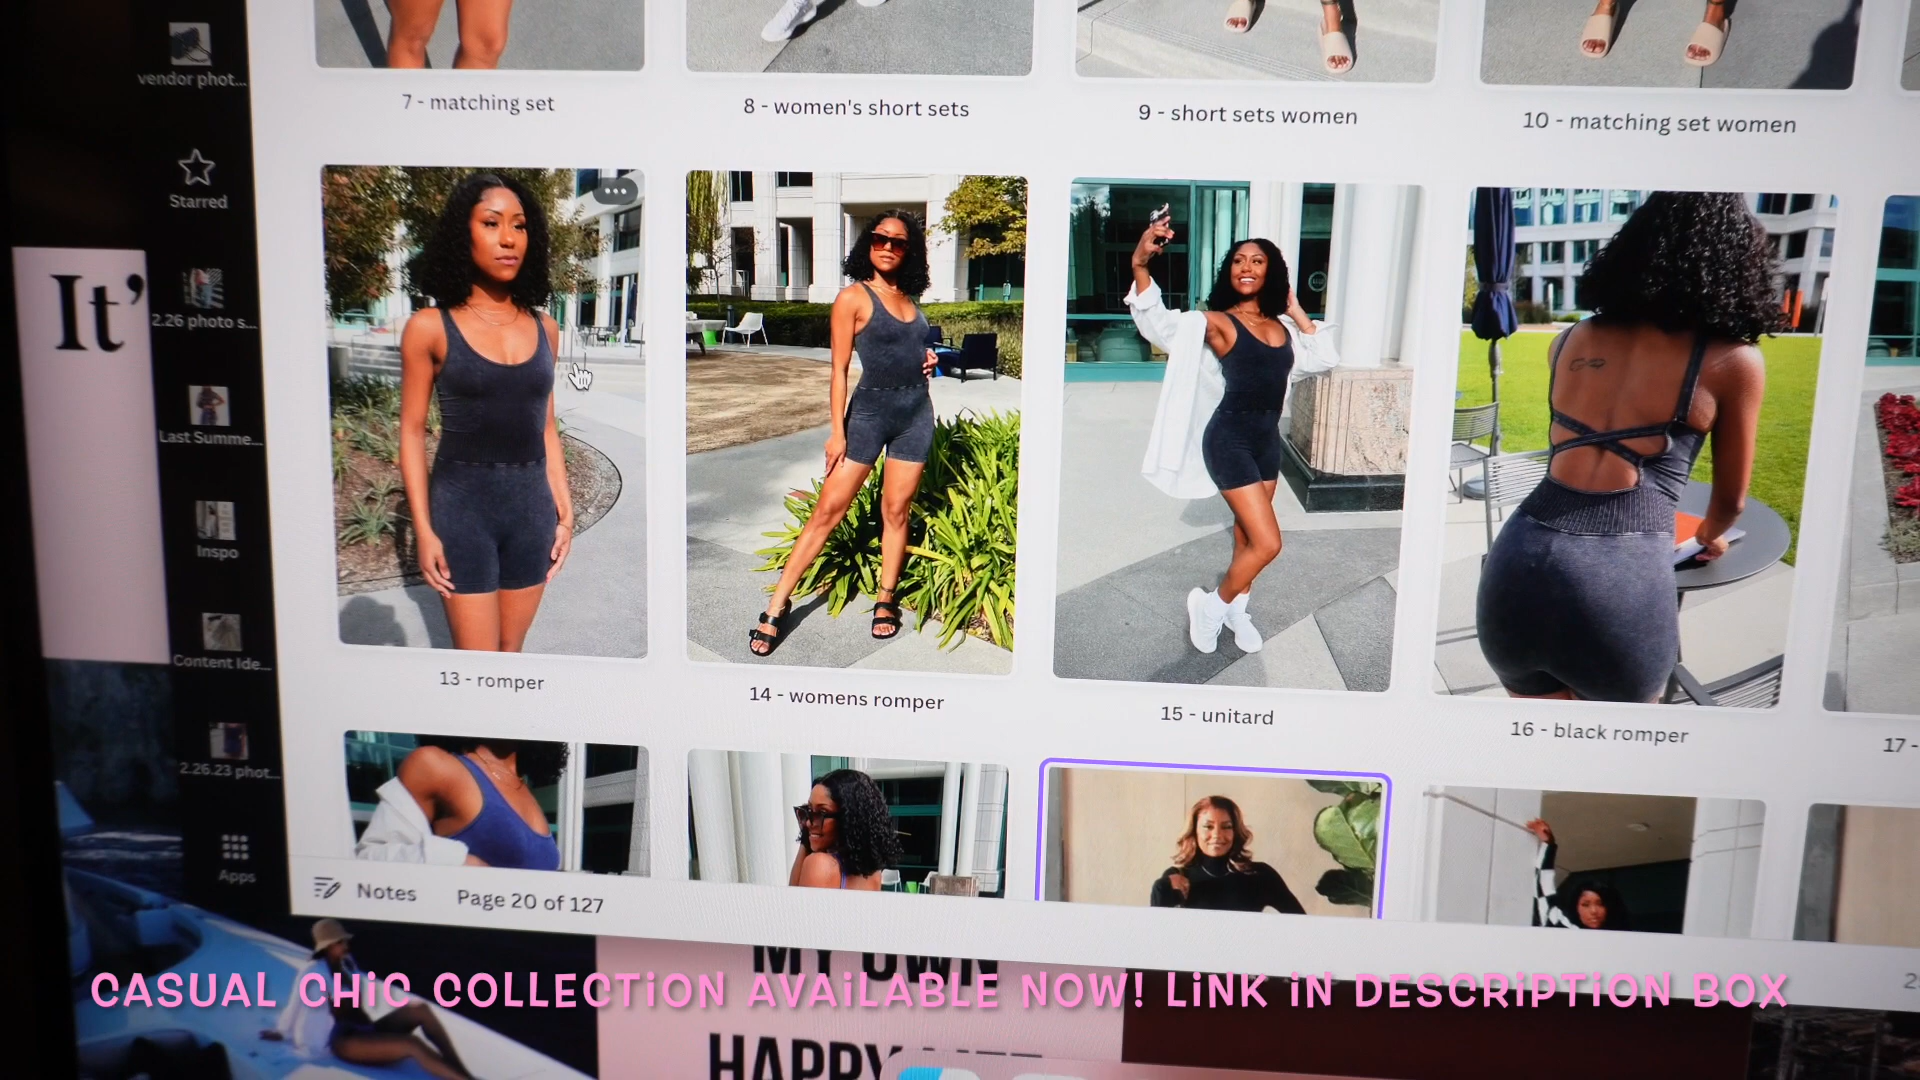 vendor phot...
Starred
2.26 photo s...
Last Summe...
Inspo
Content Ide...
2.26.23 phot...
Apps
It'
7 - matching set
8 - women's short sets
9 - short sets women
10 - matching set women
13 - romper
14 - womens romper
15 - unitard
16 - black romper
17 -
Notes
Page 20 of 127
MY OWN
CASUAL CHiC COLLECTiON AVAiLABLE NOW! LiNK iN DESCRiPTiON BOX
HAPPY